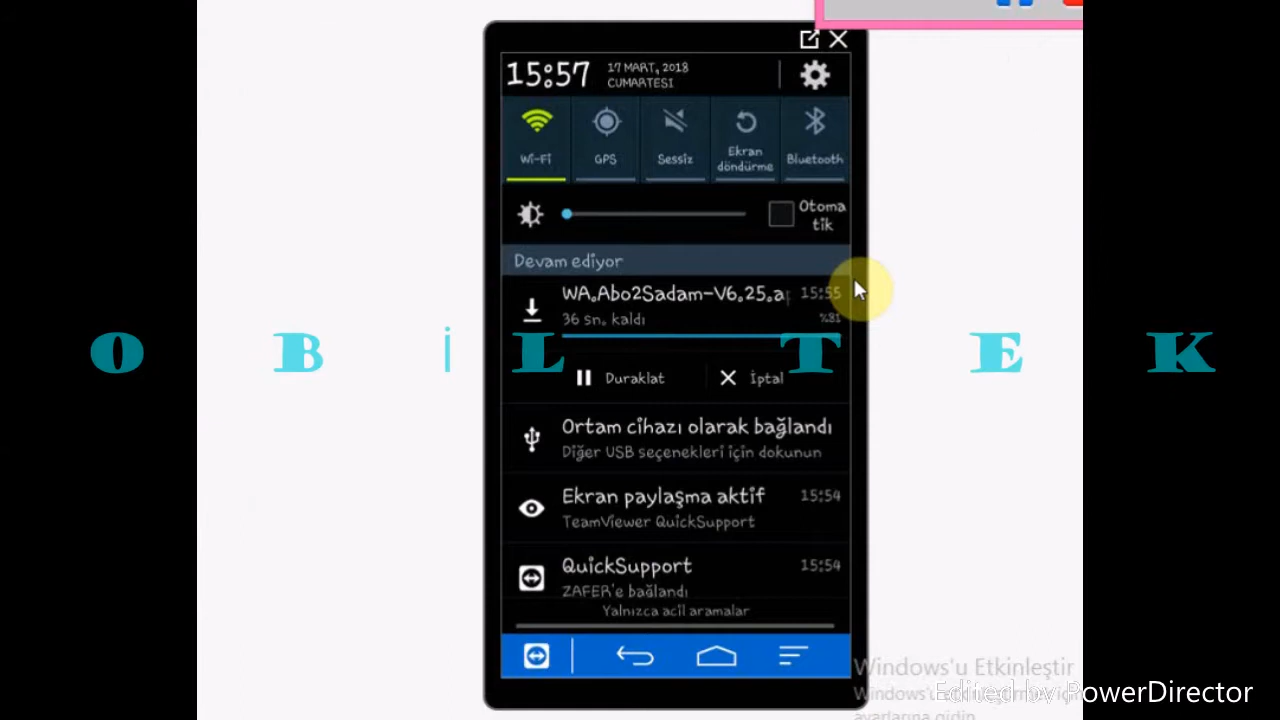 15:57
17 MART, 2018
CUMARTESİ
Wi-Fi
GPS
Sessiz
Ekran
döndürme
Bluetooth
Otoma
tik
Devam ediyor
WA.Abo2Sadam-V6.25.a
15:55
36 sn. kaldı
%81
O B İ L T E K
Duraklat
İptal
Ortam cihazı olarak bağlandı
Diğer USB seçenekleri için dokunun
Ekran paylaşma aktif
15:54
TeamViewer QuickSupport
QuickSupport
15:54
ZAFER'e bağlandı
Yalnızca acil aramalar
Windows'u Etkinleştir
Edited by PowerDirector
ayarlarına gidin